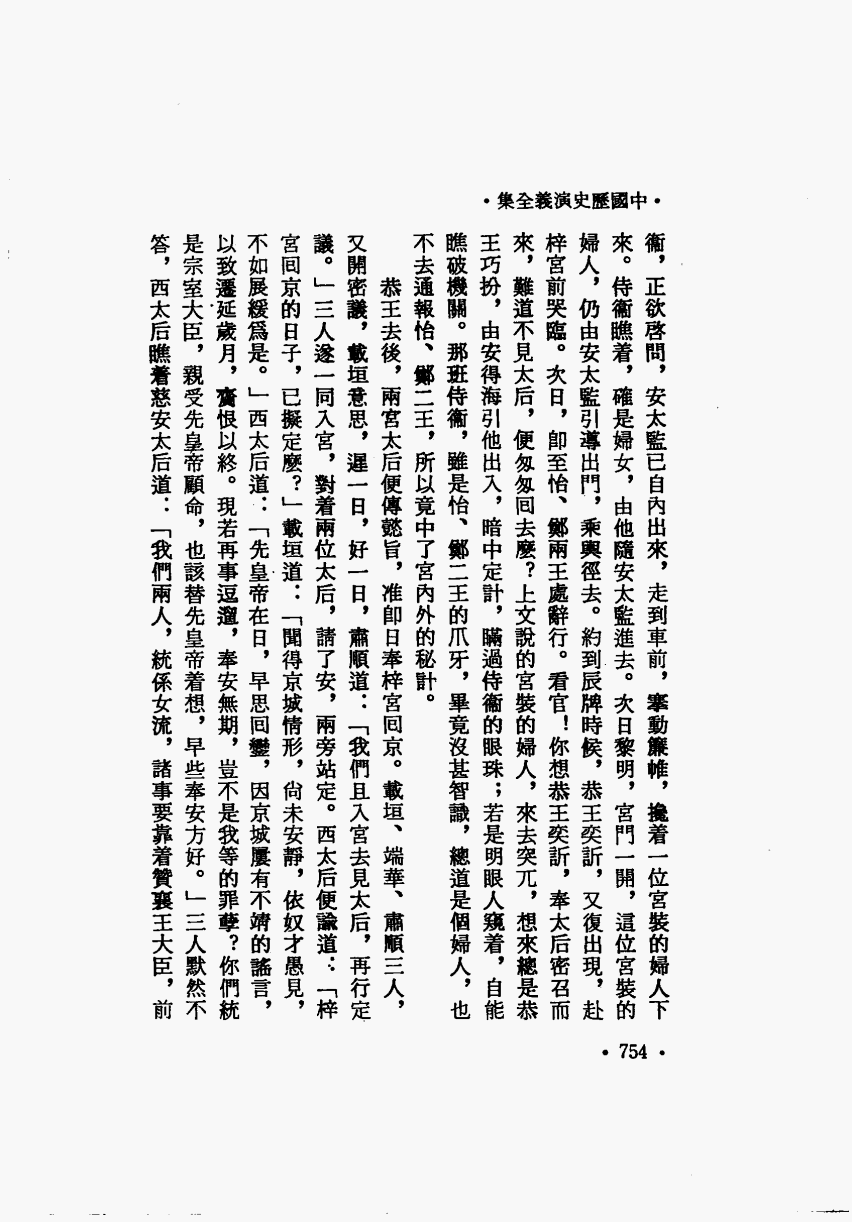 •中國歷史演義全集•
衞，正欲啓問，安太監已自內出來，走到車前，搴動簾帷，攙着一位宮裝的婦人下
來。侍衞瞧着，確是婦女，由他隨安太監進去。次日黎明，宮門一開，這位宮裝的
婦人，仍由安太監引導出門，乘輿徑去。約到辰牌時候，恭王奕訢，又復出現，赴
梓宮前哭臨。次日，卽至怡、鄭兩王處辭行。看官！你想恭王奕訢，奉太后密召而
來，難道不見太后，便匆匆回去麼？上文說的宮裝的婦人，來去突兀，想來總是恭
王巧扮，由安得海引他出入，暗中定計，瞞過侍衞的眼珠；若是明眼人窺着，自能
瞧破機關。那班侍衞，雖是怡、鄭二王的爪牙，畢竟沒甚智識，總道是個婦人，也
不去通報怡、鄭二王，所以竟中了宮內外的秘計。
恭王去後，兩宮太后便傳懿旨，准卽日奉梓宮回京。載垣、端華、肅順三人，
又開密議，載垣意思，遲一日，好一日，肅順道：「我們且入宮去見太后，再行定
議。」三人遂一同入宮，對着兩位太后，請了安，兩旁站定。西太后便諭道：「梓
宮回京的日子，已擬定麼？」載垣道：「聞得京城情形，尙未安靜，依奴才愚見，
不如展緩爲是。」西太后道：「先皇帝在日，早思回鑾，因京城屢有不靖的謠言，
以致遷延歲月，齎恨以終。現若再事逗遛，奉安無期，豈不是我等的罪孽？你們統
是宗室大臣，親受先皇帝顧命，也該替先皇帝着想，早些奉安方好。」三人默然不
答，西太后瞧着慈安太后道：「我們兩人，統係女流，諸事要靠着贊襄王大臣，前
• 754 •